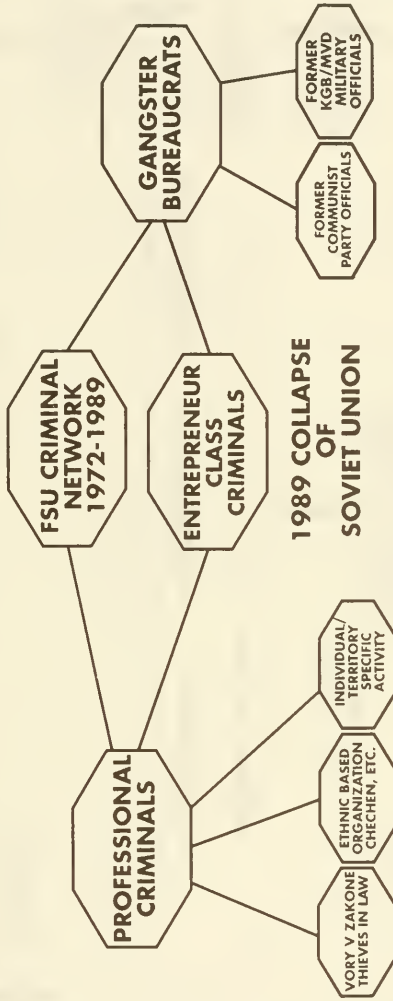 FSU CRIMINAL
NETWORK
1972-1989
PROFESSIONAL
CRIMINALS
GANGSTER
BUREAUCRATS
ENTREPRENEUR
CLASS
CRIMINALS
VORY V ZAKONE
THIEVES IN LAW
ETHNIC BASED
ORGANIZATION
CHECHEN, ETC.
INDIVIDUAL/
TERRITORY
SPECIFIC
ACTIVITY
1989 COLLAPSE
OF
SOVIET UNION
FORMER
COMMUNIST
PARTY OFFICIALS
FORMER
KGB/MVD
MILITARY
OFFICIALS